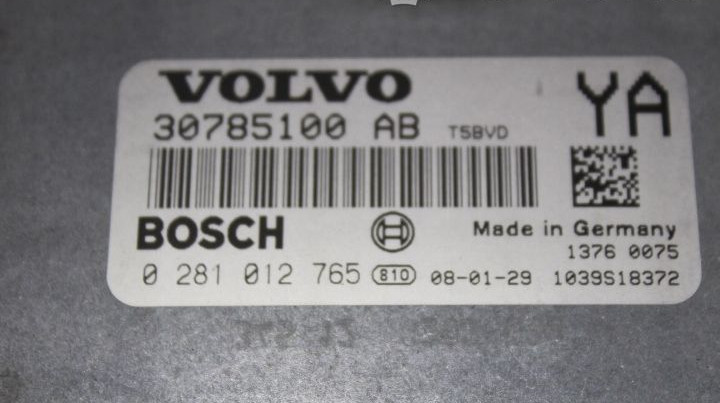 VOLVO
YA
30785100 AB T5BVD
BOSCH
Made in Germany
1376 0075
0 281 012 765 810 08-01-29 1039S18372